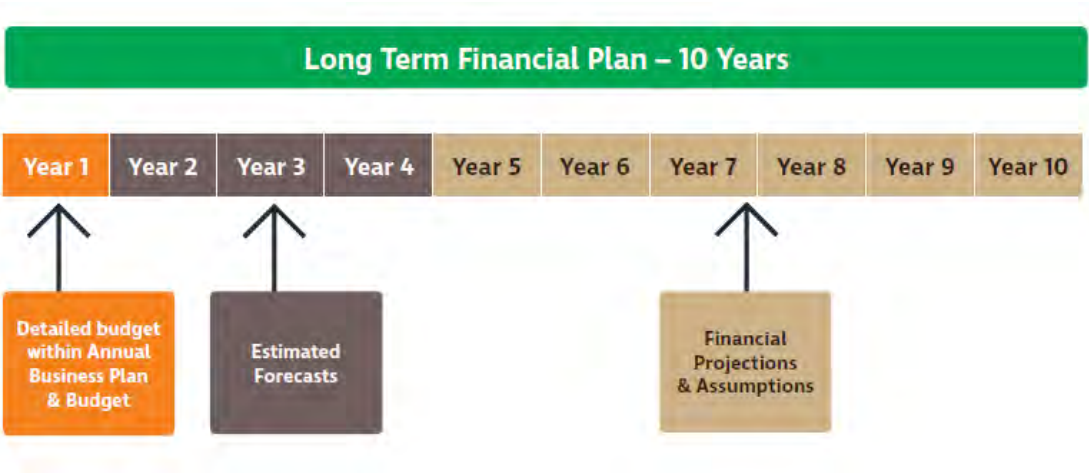 Long Term Financial Plan – 10 Years
Year 1 Year 2 Year 3 Year 4 Year 5 Year 6 Year 7 Year 8 Year 9 Year 10
Detailed budget
within Annual
Business Plan
& Budget
Estimated
Forecasts
Financial
Projections
& Assumptions